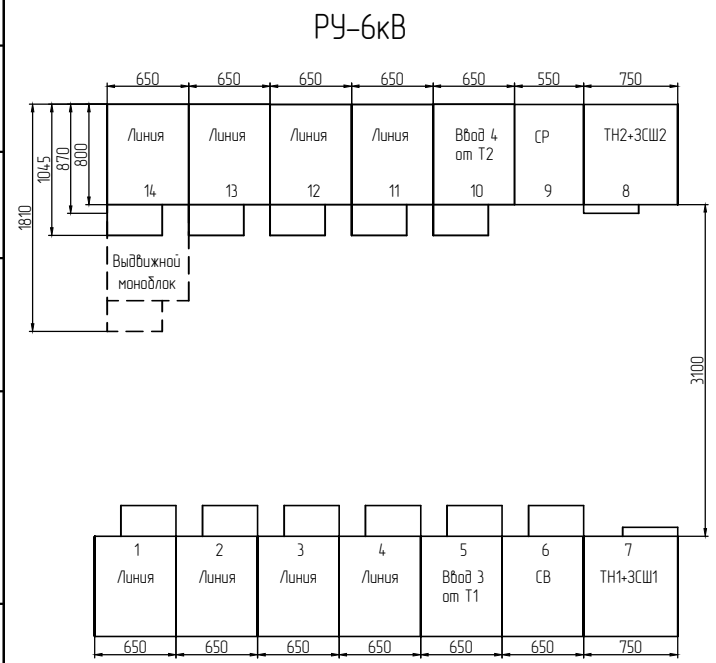 РУ-6кВ
650 650 650 650 650 550 750
1810
1045
870
800
Линия
14
Линия
13
Линия
12
Линия
11
Ввод 4
от Т2
10
СР
9
ТН2+ЗСШ2
8
Выдвижной
моноблок
3100
1
Линия
2
Линия
3
Линия
4
Линия
5
Ввод 3
от Т1
6
СВ
7
ТН1+ЗСШ1
650 650 650 650 650 650 750